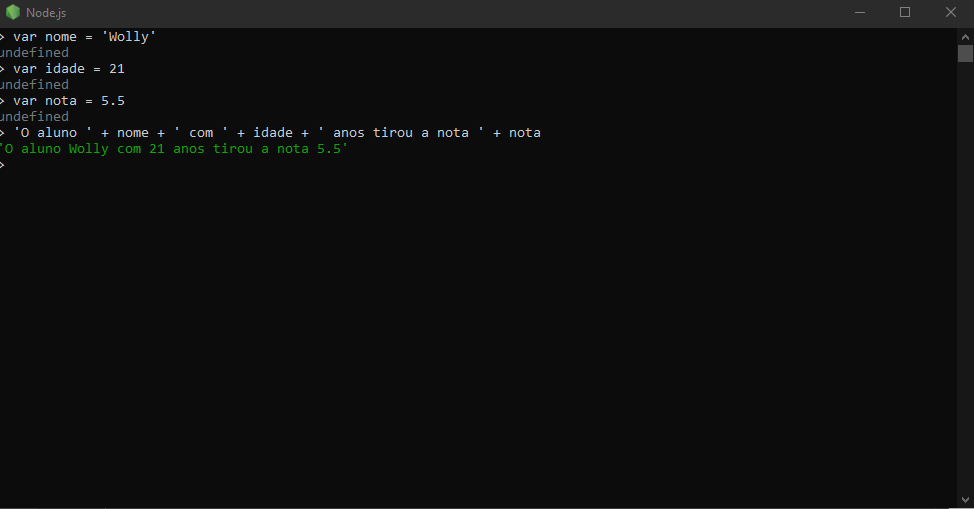 Node.js
> var nome = 'Wolly'
undefined
> var idade = 21
undefined
> var nota = 5.5
undefined
> 'O aluno ' + nome + ' com ' + idade + ' anos tirou a nota ' + nota
'O aluno Wolly com 21 anos tirou a nota 5.5'
>